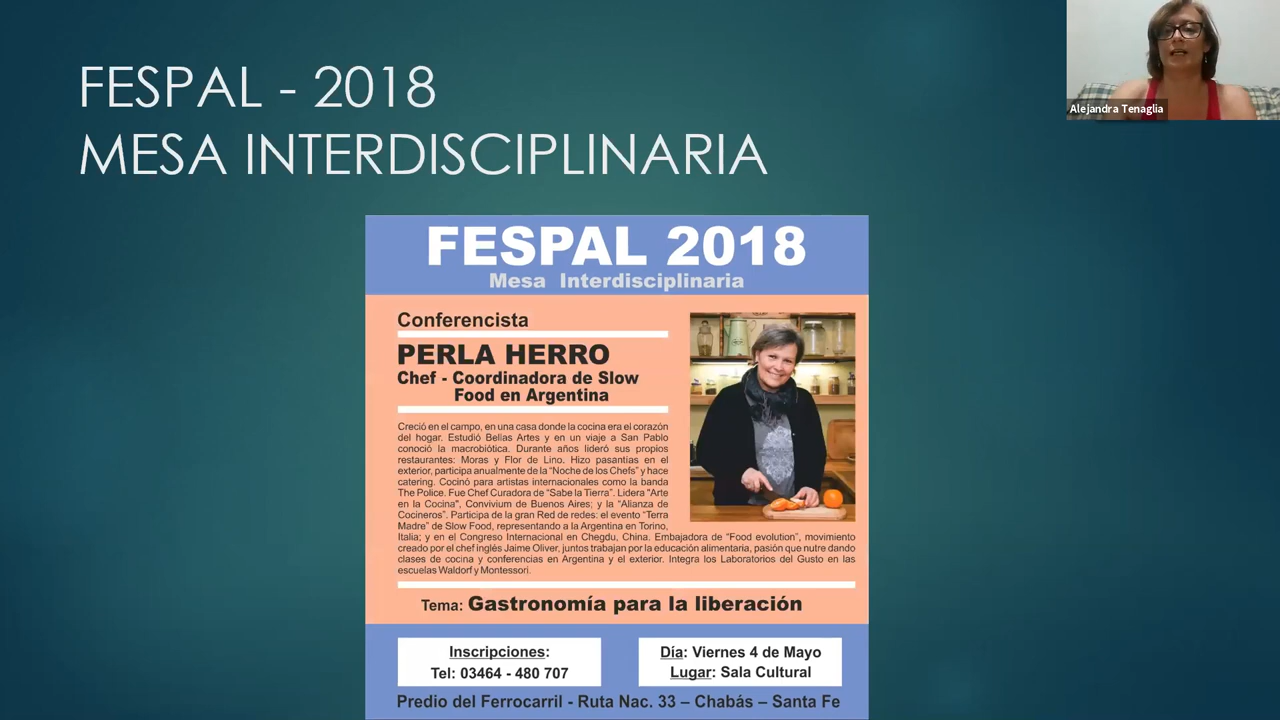 FESPAL - 2018
MESA INTERDISCIPLINARIA
Alejandra Tenaglia
FESPAL 2018
Mesa Interdisciplinaria
Conferencista
PERLA HERRO
Chef - Coordinadora de Slow
Food en Argentina
Creció en el campo, en una casa donde la cocina era el corazón
del hogar. Estudió Bellas Artes y en un viaje a San Pablo
conoció la macrobiótica. Durante años lideró sus propios
restaurantes: Moras y Flor de Lino. Hizo pasantías en el
exterior, participa anualmente de la "Noche de los Chefs" y hace
catering. Cocinó para artistas internacionales como la banda
The Police. Fue Chef Curadora de "Sabe la Tierra". Lidera "Arte
en la Cocina", Convivium de Buenos Aires; y la "Alianza de
Cocineros". Participa de la gran Red de redes: el evento "Terra
Madre" de Slow Food, representando a la Argentina en Torino,
Italia; y en el Congreso Internacional en Chegdu, China. Embajadora de "Food evolution", movimiento
creado por el chef inglés Jaime Oliver, juntos trabajan por la educación alimentaria, pasión que nutre dando
clases de cocina y conferencias en Argentina y el exterior. Integra los Laboratorios del Gusto en las
escuelas Waldorf y Montessori.
Tema: Gastronomía para la liberación
Inscripciones:
Tel: 03464 - 480 707
Día: Viernes 4 de Mayo
Lugar: Sala Cultural
Predio del Ferrocarril - Ruta Nac. 33 – Chabás – Santa Fe